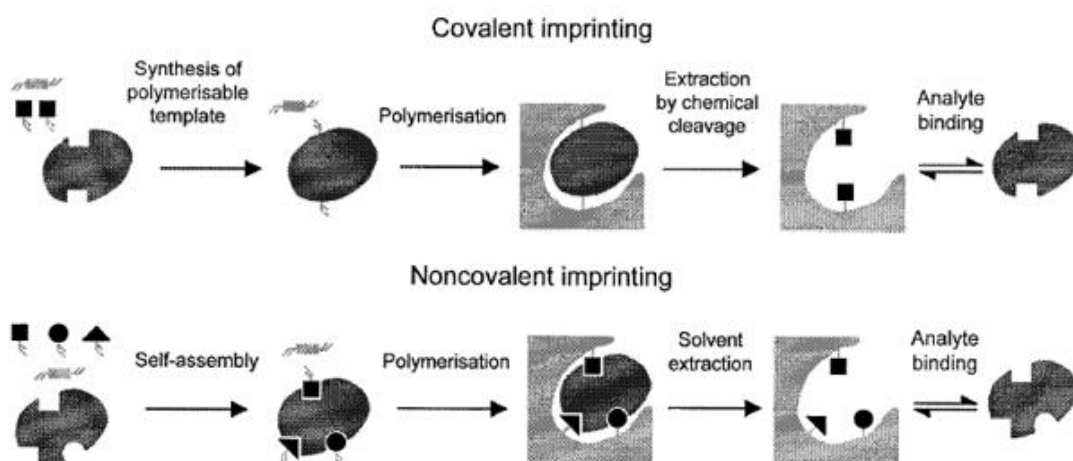 Covalent imprinting
Synthesis of
polymerisable
template
Polymerisation
Extraction
by chemical
cleavage
Analyte
binding
Noncovalent imprinting
Self-assembly
Polymerisation
Solvent
extraction
Analyte
binding